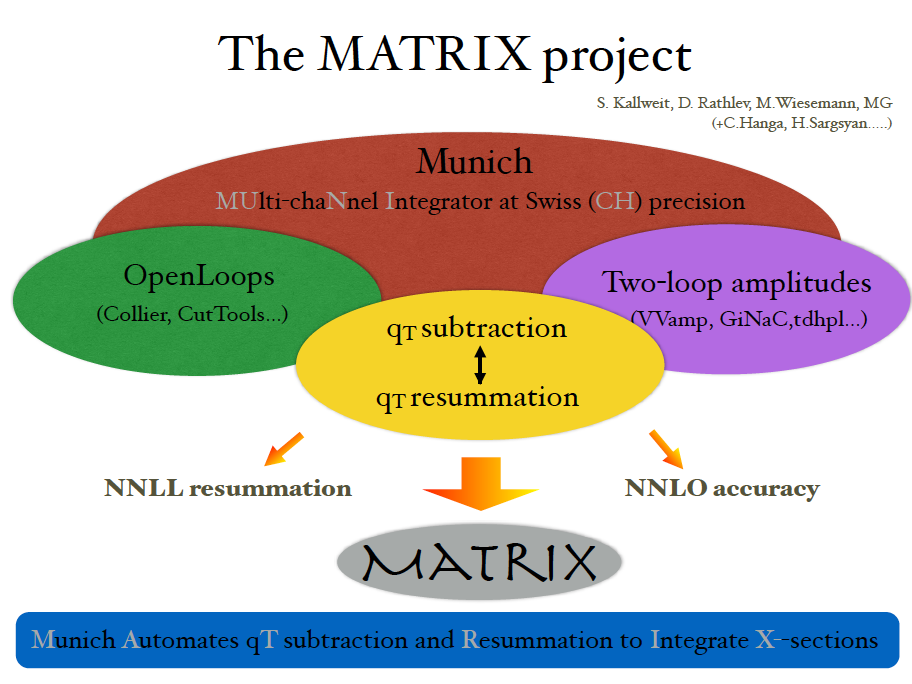 The MATRIX project
S. Kallweit, D. Rathlev, M.Wiesemann, MG
(+C.Hanga, H.Sargsyan.....)
Munich
MUlti-chaNnel Integrator at Swiss (CH) precision
OpenLoops
(Collier, CutTools...)
Two-loop amplitudes
(VVamp, GiNaC,tdhpl...)
qT subtraction
qT resummation
NNLL resummation
NNLO accuracy
MATRIX
Munich Automates qT subtraction and Resummation to Integrate X--sections